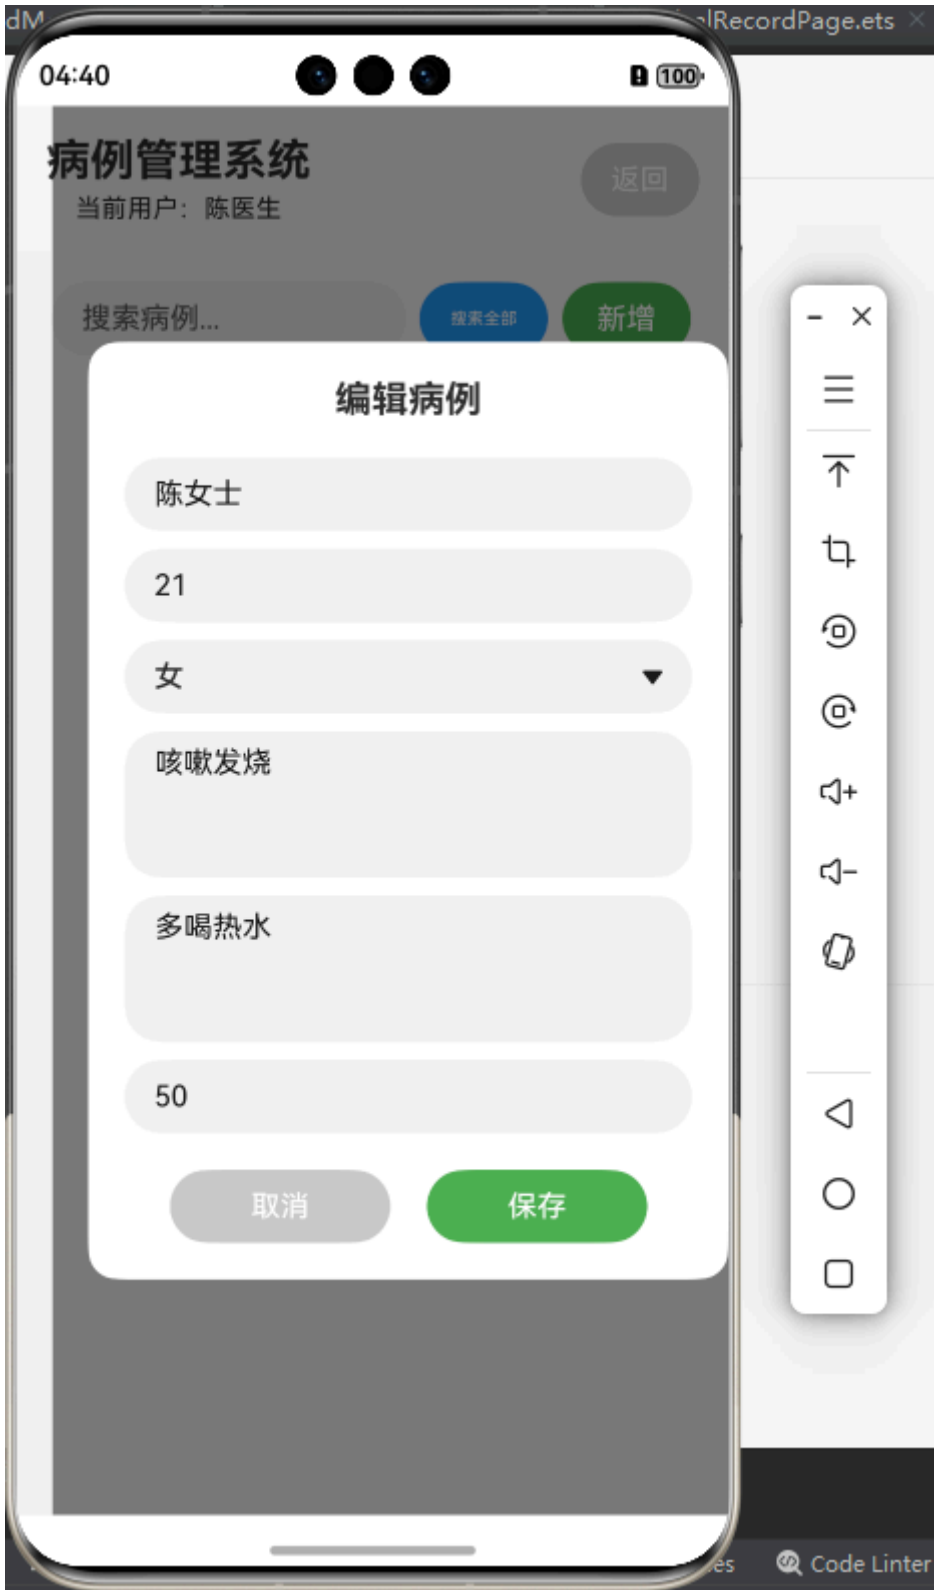 dM
alRecordPage.ets
04:40
100
病例管理系统
当前用户：陈医生
返回
搜索病例...
搜索全部
新增
编辑病例
陈女士
21
女
咳嗽发烧
多喝热水
50
取消
保存
es
Code Linter